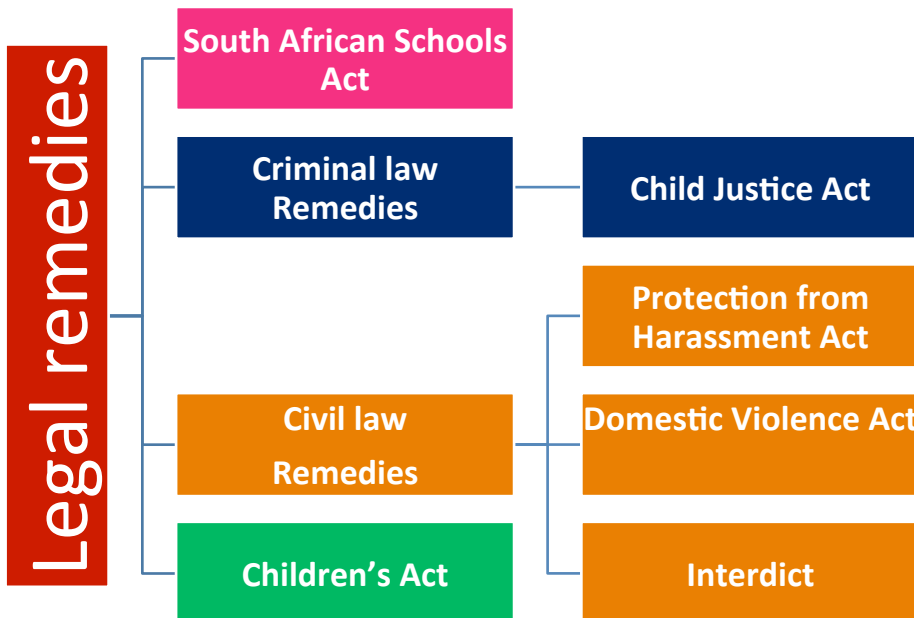 Legal remedies
South African Schools
Act
Criminal law
Remedies
Child Justice Act
Civil law
Remedies
Protection from
Harassment Act
Domestic Violence Act
Interdict
Children’s Act